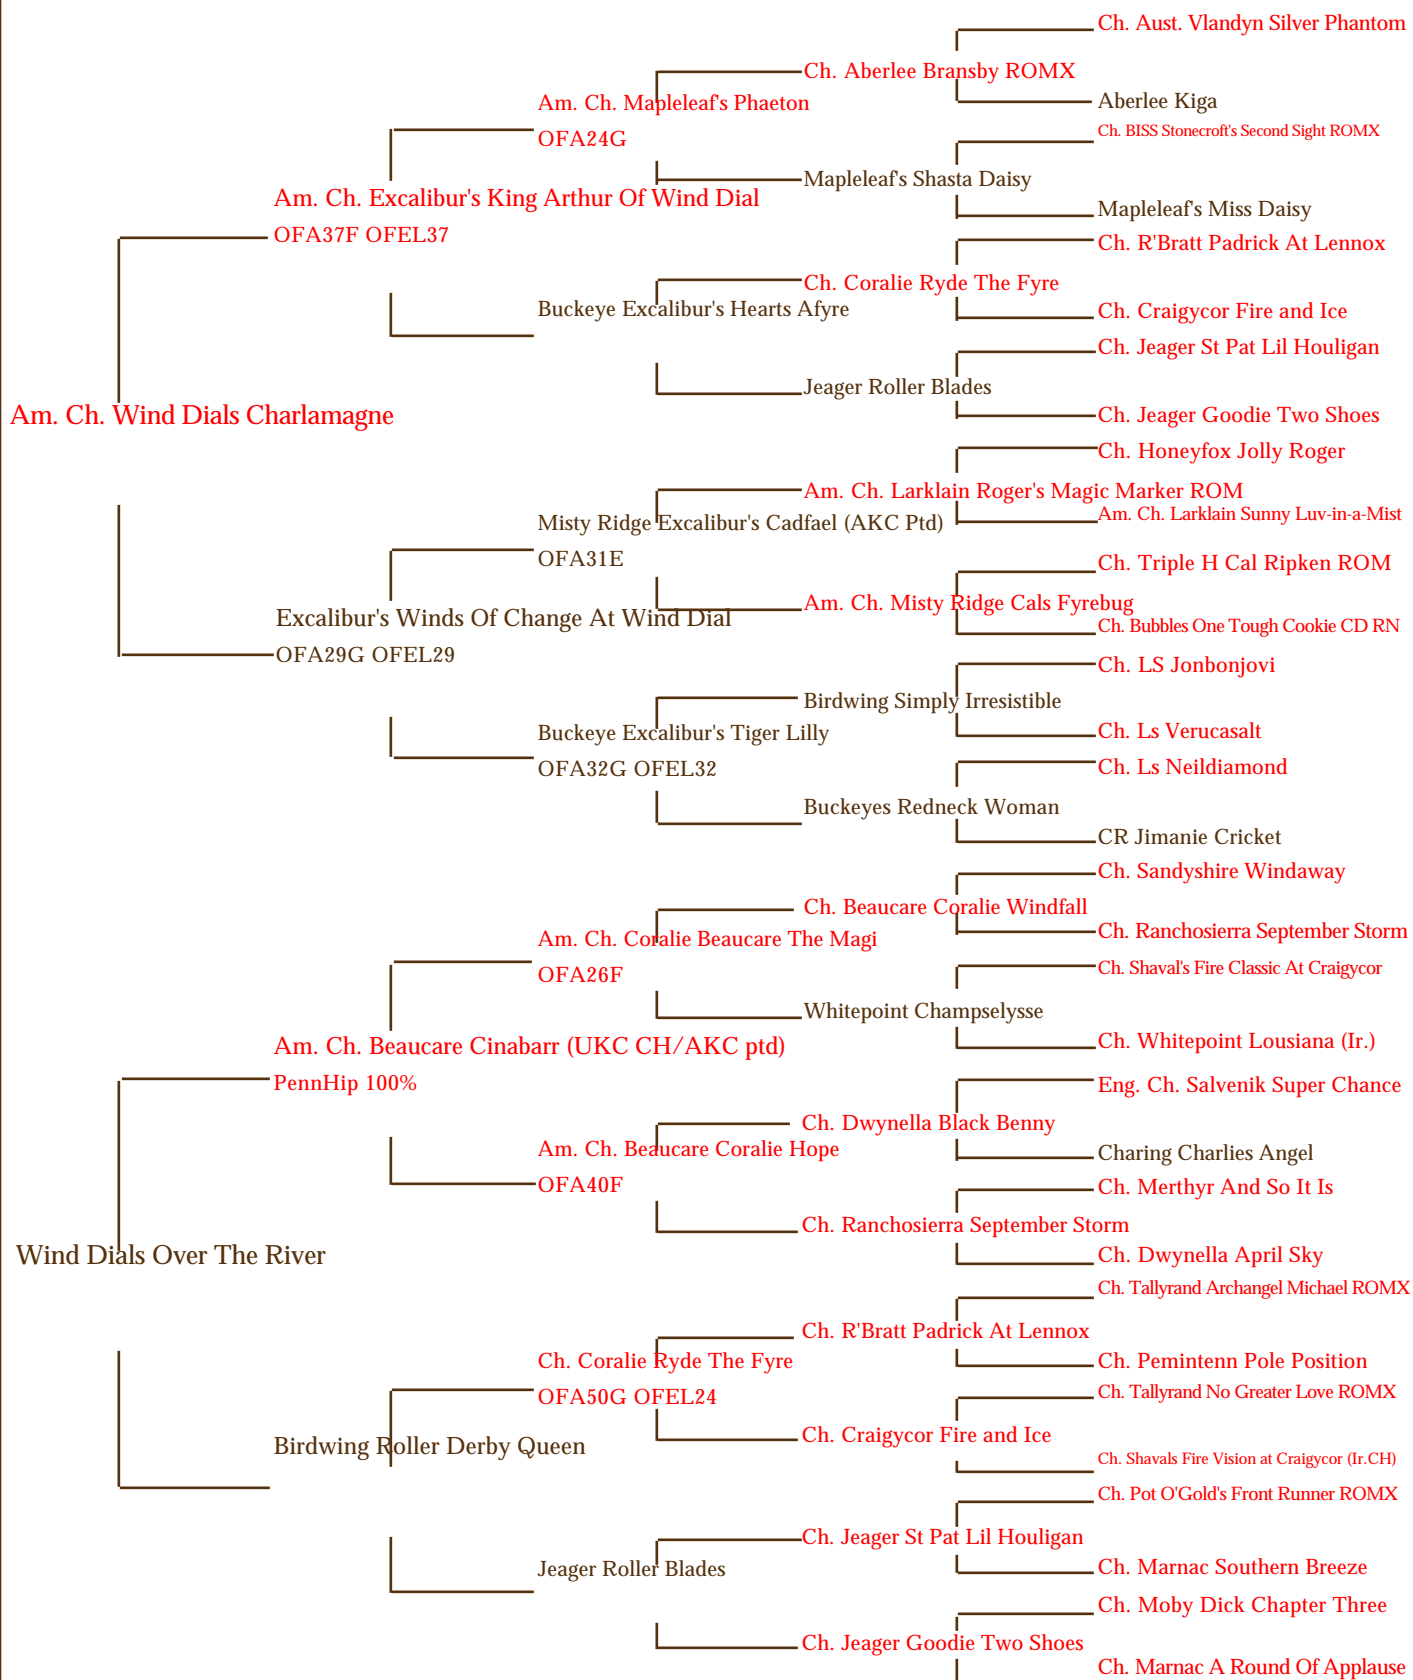 Ch. Aust. Vlandyn Silver Phantom
Ch. Aberlee Bransby ROMX
Am. Ch. Mapleleaf's Phaeton
Aberlee Kiga
OFA24G
Ch. BISS Stonecroft's Second Sight ROMX
Mapleleaf's Shasta Daisy
Am. Ch. Excalibur's King Arthur Of Wind Dial
Mapleleaf's Miss Daisy
OFA37F OFEL37
Ch. R'Bratt Padrick At Lennox
Ch. Coralie Ryde The Fyre
Buckeye Excalibur's Hearts Afyre
Ch. Craigycor Fire and Ice
Ch. Jeager St Pat Lil Houligan
Jeager Roller Blades
Am. Ch. Wind Dials Charlamagne
Ch. Jeager Goodie Two Shoes
Ch. Honeyfox Jolly Roger
Am. Ch. Larklain Roger's Magic Marker ROM
Am. Ch. Larklain Sunny Luv-in-a-Mist
Misty Ridge Excalibur's Cadfael (AKC Ptd)
OFA31E
Ch. Triple H Cal Ripken ROM
Am. Ch. Misty Ridge Cals Fyrebug
Excalibur's Winds Of Change At Wind Dial
Ch. Bubbles One Tough Cookie CD RN
OFA29G OFEL29
Ch. LS Jonbonjovi
Birdwing Simply Irresistible
Buckeye Excalibur's Tiger Lilly
Ch. Ls Verucasalt
OFA32G OFEL32
Ch. Ls Neildiamond
Buckeyes Redneck Woman
CR Jimanie Cricket
Ch. Sandyshire Windaway
Ch. Beaucare Coralie Windfall
Am. Ch. Coralie Beaucare The Magi
Ch. Ranchosierra September Storm
OFA26F
Ch. Shaval's Fire Classic At Craigycor
Whitepoint Champselysse
Am. Ch. Beaucare Cinabarr (UKC CH/AKC ptd)
Ch. Whitepoint Lousiana (Ir.)
PennHip 100%
Eng. Ch. Salvenik Super Chance
Ch. Dwynella Black Benny
Am. Ch. Beaucare Coralie Hope
Charing Charlies Angel
OFA40F
Ch. Merthyr And So It Is
Ch. Ranchosierra September Storm
Wind Dials Over The River
Ch. Dwynella April Sky
Ch. Tallyrand Archangel Michael ROMX
Ch. R'Bratt Padrick At Lennox
Ch. Coralie Ryde The Fyre
Ch. Pemintenn Pole Position
OFA50G OFEL24
Ch. Tallyrand No Greater Love ROMX
Ch. Craigycor Fire and Ice
Birdwing Roller Derby Queen
Ch. Shavals Fire Vision at Craigycor (Ir.CH)
Ch. Pot O'Gold's Front Runner ROMX
Ch. Jeager St Pat Lil Houligan
Jeager Roller Blades
Ch. Marnac Southern Breeze
Ch. Moby Dick Chapter Three
Ch. Jeager Goodie Two Shoes
Ch. Marnac A Round Of Applause